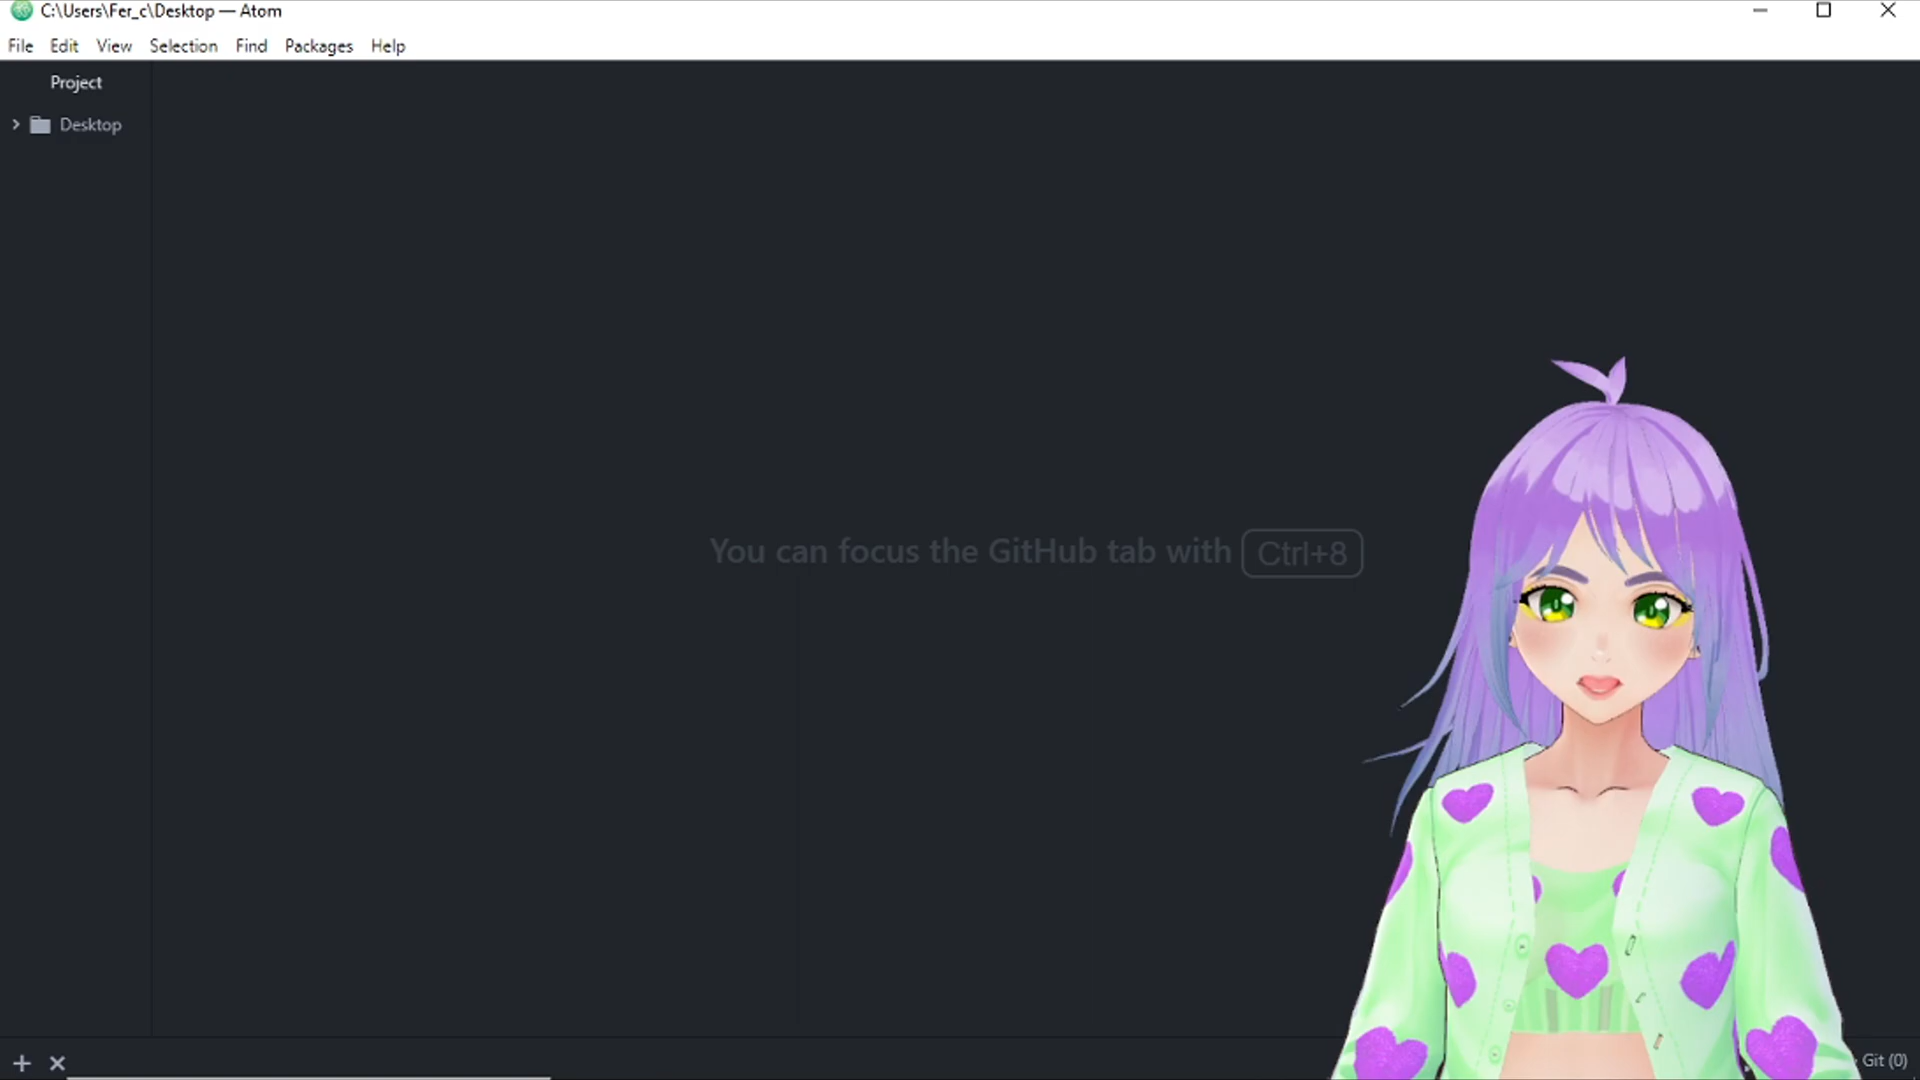 C:\Users\Fer_c\Desktop — Atom
File Edit View Selection Find Packages Help
Project
Desktop
You can focus the GitHub tab with Ctrl+8
Git (0)